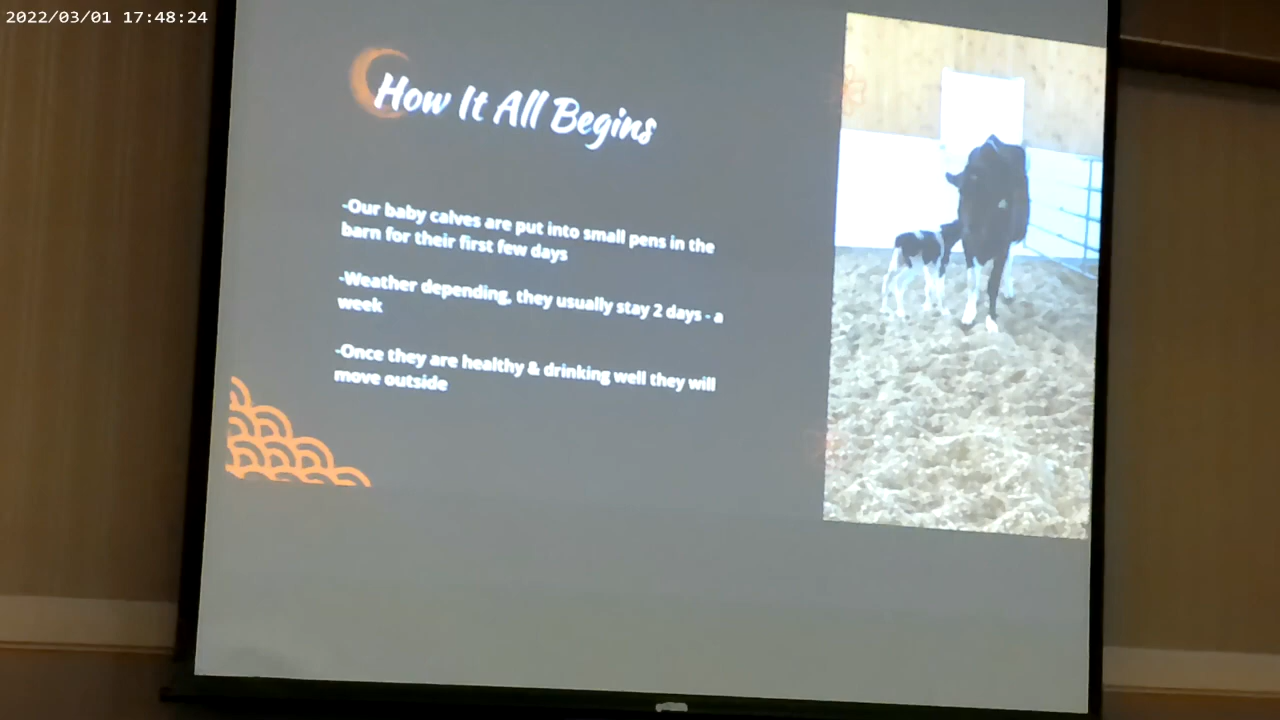 2022/03/01 17:48:24
How It All Begins
-Our baby calves are put into small pens in the
barn for their first few days
-Weather depending, they usually stay 2 days - a
week
-Once they are healthy & drinking well they will
move outside